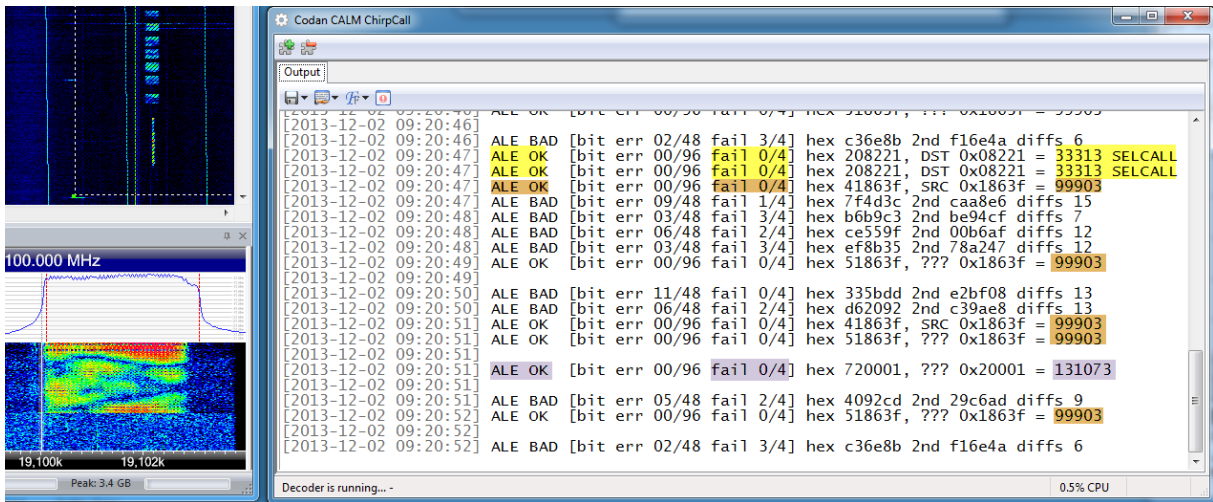 Codan CALM ChirpCall
Output
[2013-12-02 09:20:46] ALE OK [bit err 00/96 fail 0/4] hex 51863f, ??? 0x1863f = 99903
[2013-12-02 09:20:46]
[2013-12-02 09:20:46] ALE BAD [bit err 02/48 fail 3/4] hex c36e8b 2nd f16e4a diffs 6
[2013-12-02 09:20:47] ALE OK [bit err 00/96 fail 0/4] hex 208221, DST 0x08221 = 33313 SELCALL
[2013-12-02 09:20:47] ALE OK [bit err 00/96 fail 0/4] hex 208221, DST 0x08221 = 33313 SELCALL
[2013-12-02 09:20:47] ALE OK [bit err 00/96 fail 0/4] hex 41863f, SRC 0x1863f = 99903
[2013-12-02 09:20:47] ALE BAD [bit err 09/48 fail 1/4] hex 7f4d3c 2nd caa8e6 diffs 15
[2013-12-02 09:20:48] ALE BAD [bit err 03/48 fail 3/4] hex b6b9c3 2nd be94cf diffs 7
[2013-12-02 09:20:48] ALE BAD [bit err 06/48 fail 2/4] hex ce559f 2nd 00b6af diffs 12
[2013-12-02 09:20:48] ALE BAD [bit err 03/48 fail 3/4] hex ef8b35 2nd 78a247 diffs 12
[2013-12-02 09:20:49] ALE OK [bit err 00/96 fail 0/4] hex 51863f, ??? 0x1863f = 99903
[2013-12-02 09:20:49]
[2013-12-02 09:20:50] ALE BAD [bit err 11/48 fail 0/4] hex 335bdd 2nd e2bf08 diffs 13
[2013-12-02 09:20:50] ALE BAD [bit err 06/48 fail 2/4] hex d62092 2nd c39ae8 diffs 13
[2013-12-02 09:20:51] ALE OK [bit err 00/96 fail 0/4] hex 41863f, SRC 0x1863f = 99903
[2013-12-02 09:20:51] ALE OK [bit err 00/96 fail 0/4] hex 51863f, ??? 0x1863f = 99903
[2013-12-02 09:20:51]
[2013-12-02 09:20:51] ALE OK [bit err 00/96 fail 0/4] hex 720001, ??? 0x20001 = 131073
[2013-12-02 09:20:51]
[2013-12-02 09:20:51] ALE BAD [bit err 05/48 fail 2/4] hex 4092cd 2nd 29c6ad diffs 9
[2013-12-02 09:20:52] ALE OK [bit err 00/96 fail 0/4] hex 51863f, ??? 0x1863f = 99903
[2013-12-02 09:20:52]
[2013-12-02 09:20:52] ALE BAD [bit err 02/48 fail 3/4] hex c36e8b 2nd f16e4a diffs 6
Decoder is running... -
0.5% CPU
100.000 MHz
19,100k
19,102k
Peak: 3.4 GB